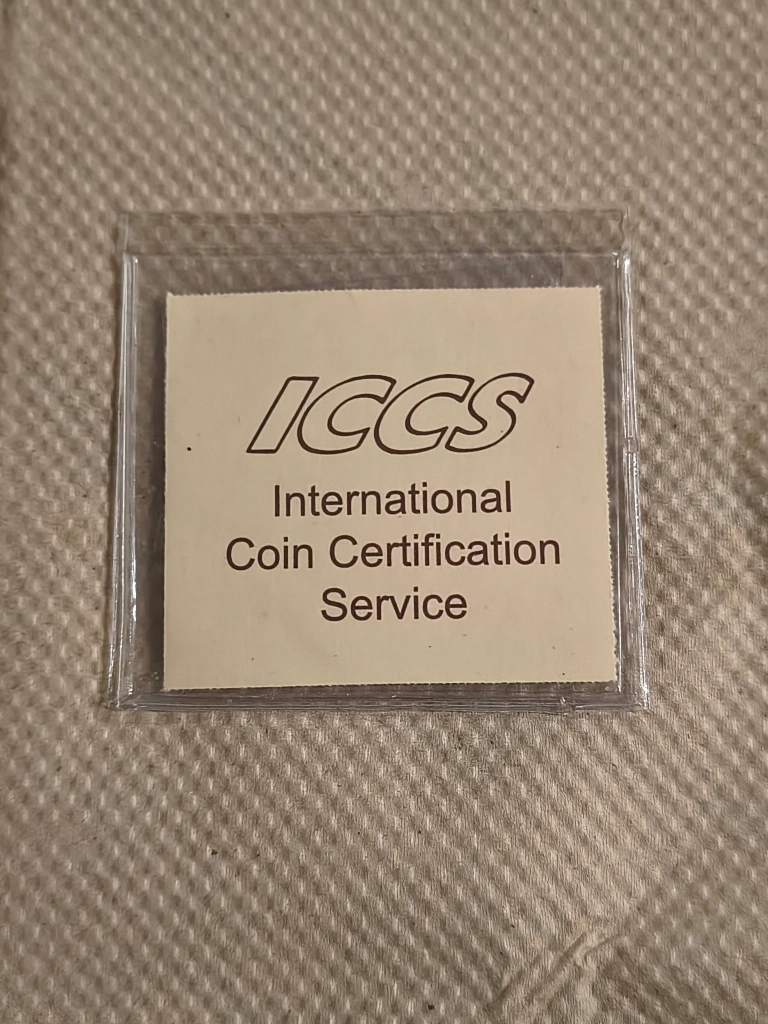 ICCS
International
Coin Certification
Service